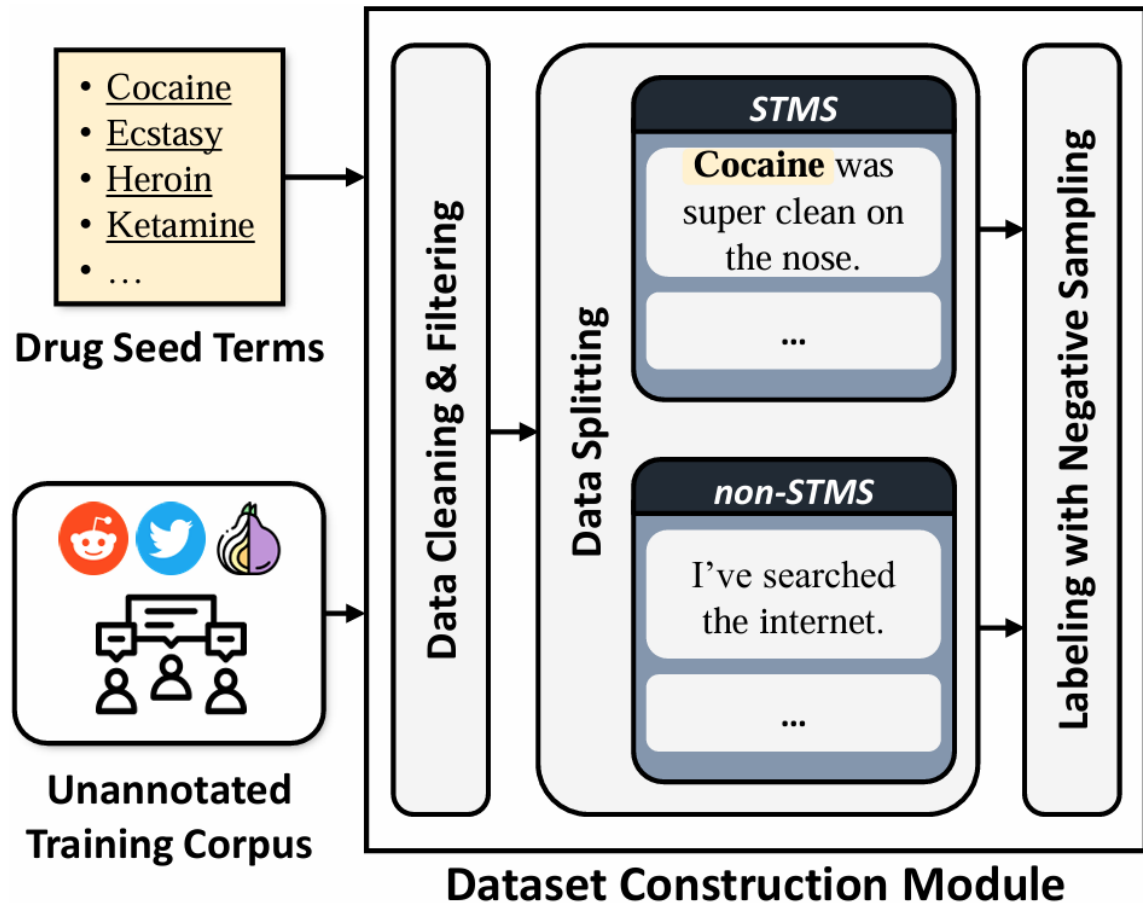 • Cocaine
• Ecstasy
• Heroin
• Ketamine
• ...
Drug Seed Terms
Unannotated
Training Corpus
Data Cleaning & Filtering
Data Splitting
STMS
Cocaine was
super clean on
the nose.
...
non-STMS
I’ve searched
the internet.
...
Labeling with Negative Sampling
Dataset Construction Module